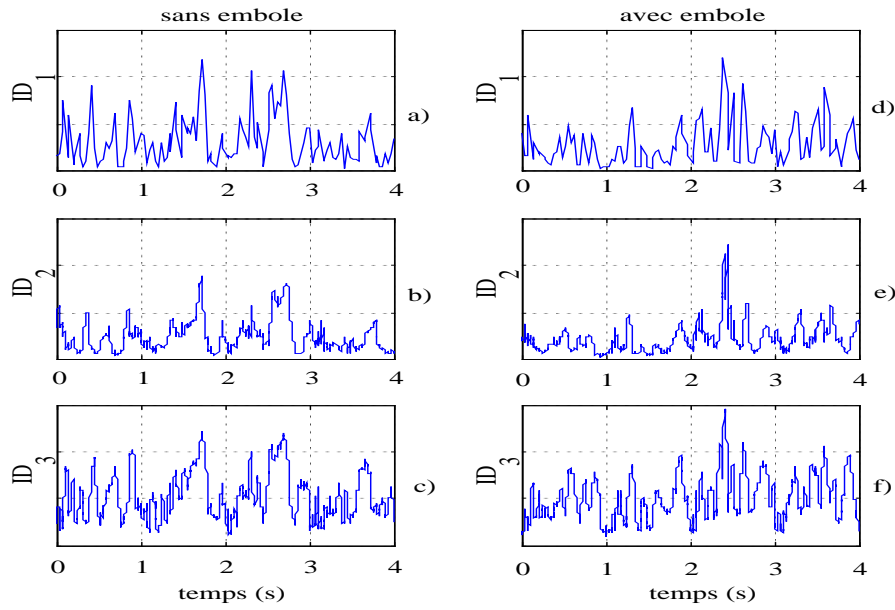 sans embole
avec embole
ID 1
a)
0 1 2 3 4
ID 1
d)
0 1 2 3 4
ID 2
b)
0 1 2 3 4
ID 2
e)
0 1 2 3 4
ID 3
c)
0 1 2 3 4
temps (s)
ID 3
f)
0 1 2 3 4
temps (s)